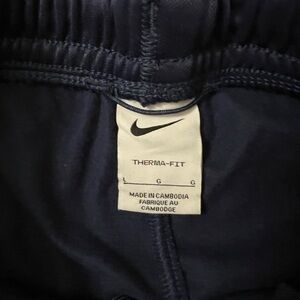 THERMA-FIT
L G G
MADE IN CAMBODIA
FABRIQUE AU
CAMBODGE